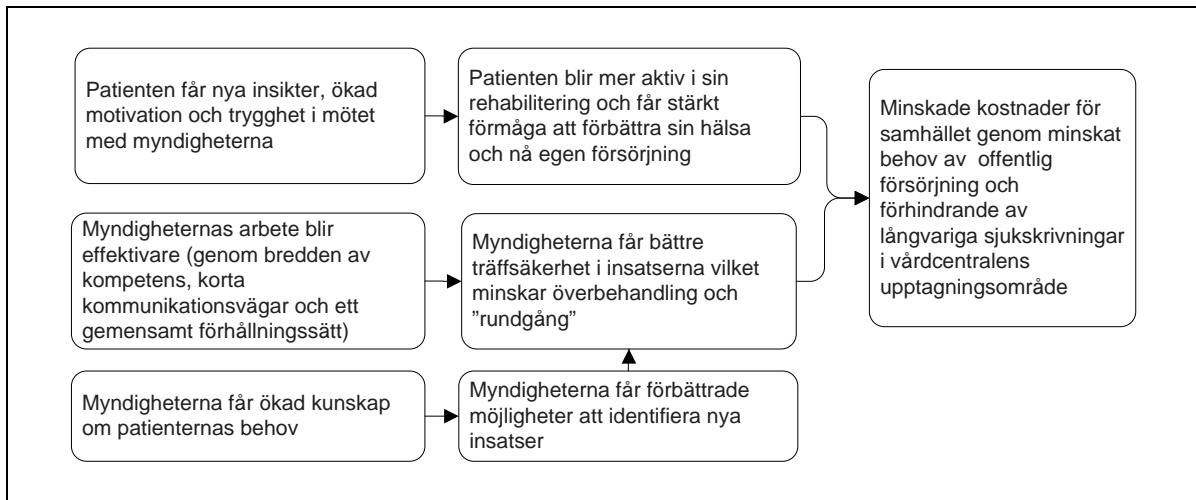 Patienten får nya insikter, ökad
motivation och trygghet i mötet
med myndigheterna
Patienten blir mer aktiv i sin
rehabilitering och får stärkt
förmåga att förbättra sin hälsa
och nå egen försörjning
Minskade kostnader för
samhället genom minskat
behov av offentlig
försörjning och
förhindrande av
långvariga sjukskrivningar
i vårdcentralens
upptagningsområde
Myndigheternas arbete blir
effektivare (genom bredden av
kompetens, korta
kommunikationsvägar och ett
gemensamt förhållningssätt)
Myndigheterna får bättre
träffsäkerhet i insatserna vilket
minskar överbehandling och
”rundgång”
Myndigheterna får ökad kunskap
om patienternas behov
Myndigheterna får förbättrade
möjligheter att identifiera nya
insatser